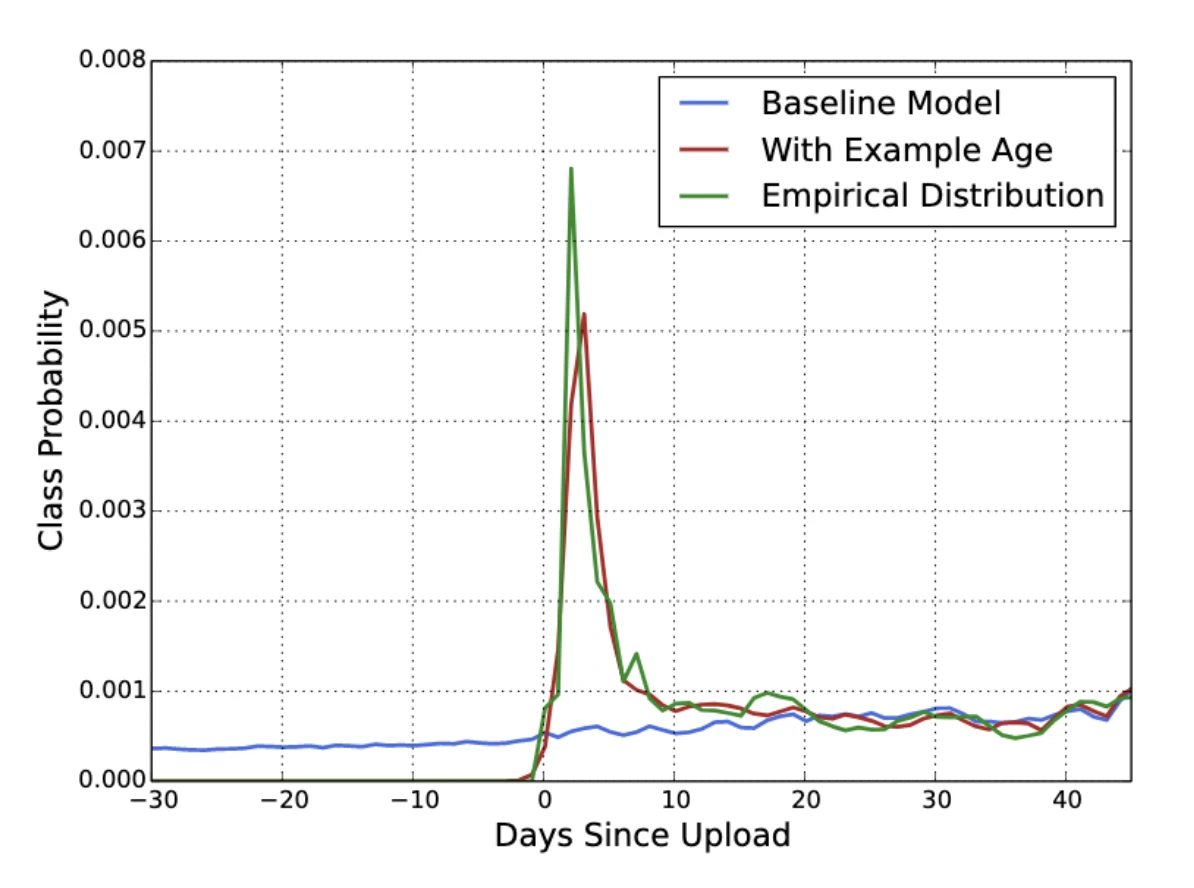 0.008
0.007
0.006
0.005
0.004
0.003
0.002
0.001
0.000
Class Probability
Baseline Model
With Example Age
Empirical Distribution
−30 −20 −10 0 10 20 30 40
Days Since Upload